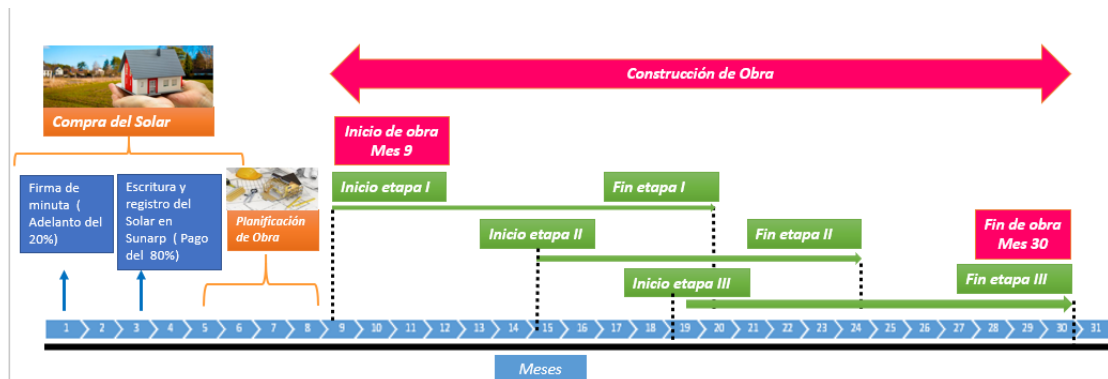 Construcción de Obra
Compra del Solar
Inicio de obra
Mes 9
Firma de
minuta (
Adelanto del
20%)
Escritura y
registro del
Solar en
Sunarp ( Pago
del 80%)
Planificación
de Obra
Inicio etapa I
Fin etapa I
Inicio etapa II
Fin etapa II
Fin de obra
Mes 30
Inicio etapa III
Fin etapa III
1 2 3 4 5 6 7 8 9 10 11 12 13 14 15 16 17 18 19 20 21 22 23 24 25 26 27 28 29 30 31
Meses